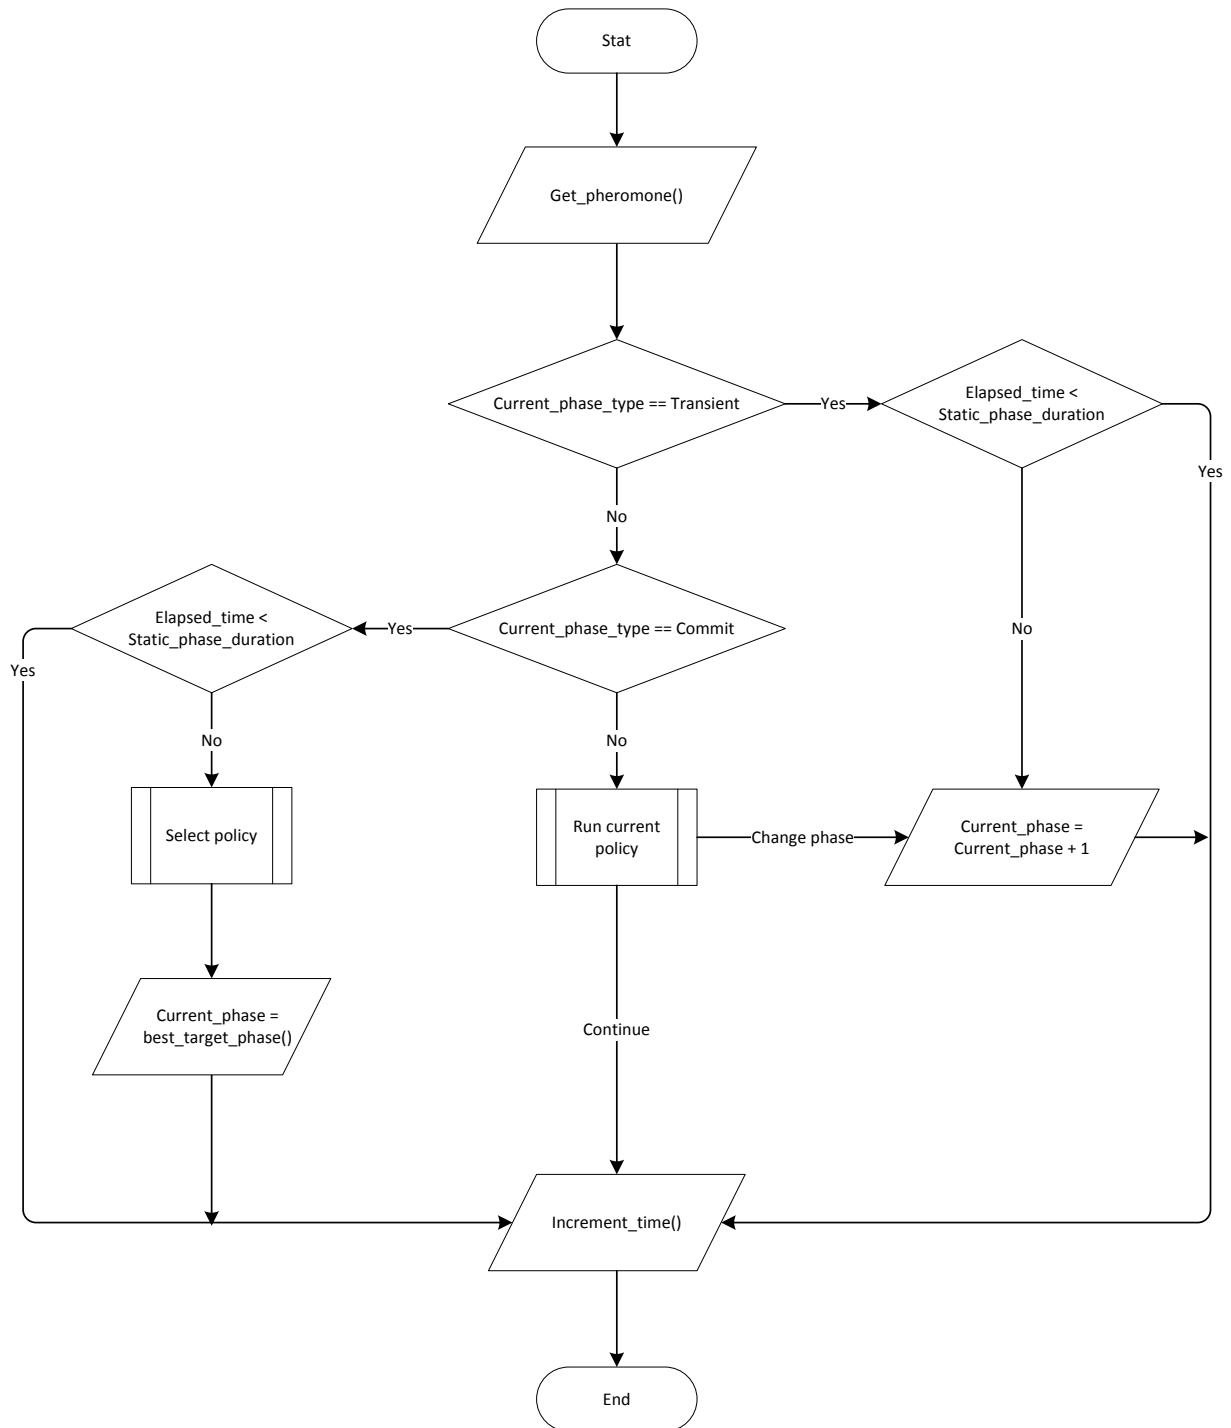 Stat
Get_pheromone()
Current_phase_type == Transient
Yes
Elapsed_time <
Static_phase_duration
Yes
No
No
Elapsed_time <
Static_phase_duration
Yes
Current_phase_type == Commit
Yes
No
No
Select policy
Run current
policy
Change phase
Current_phase =
Current_phase + 1
Current_phase =
best_target_phase()
Continue
Increment_time()
End